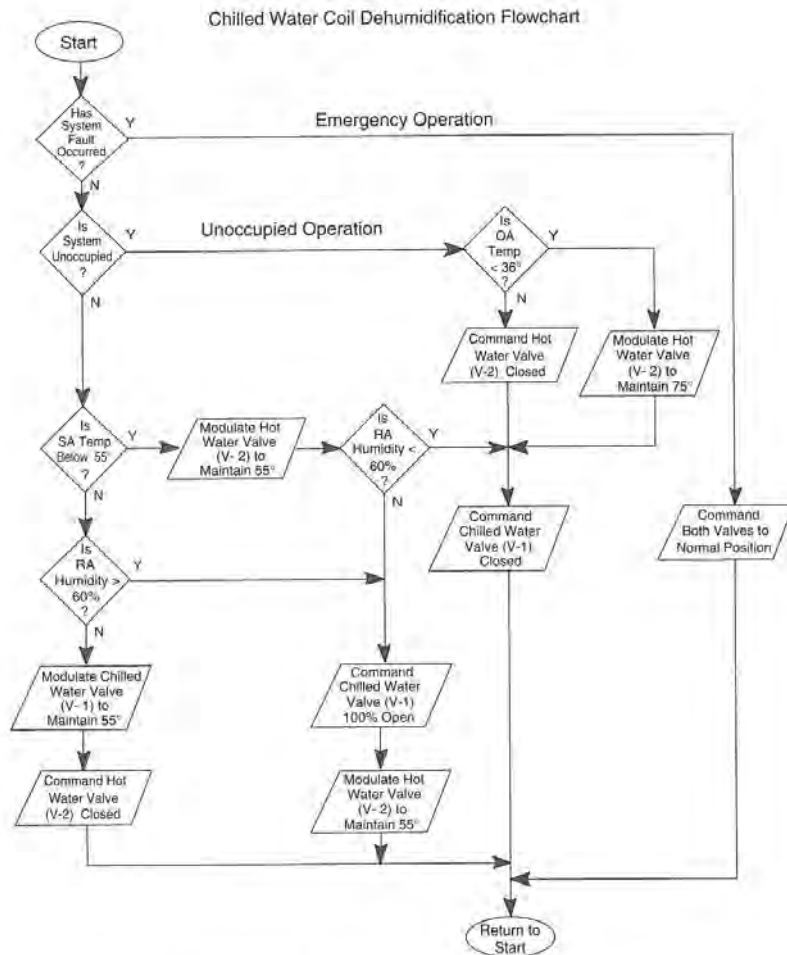 Chilled Water Coil Dehumidification Flowchart
Start
Has
System
Fault
Occurred
?
Y
Emergency Operation
N
Is
System
Unoccupied
?
Y
Unoccupied Operation
Is
OA
Temp
< 36°
?
Y
N
N
Command Hot
Water Valve
(V-2) Closed
Modulate Hot
Water Valve
(V- 2) to
Maintain 75°
Is
SA Temp
Below 55°
?
Y
Modulate Hot
Water Valve
(V- 2) to
Maintain 55°
Is
RA
Humidity <
60%
?
Y
N
N
Command
Chilled Water
Valve (V-1)
Closed
Command
Both Valves to
Normal Position
Is
RA
Humidity >
60%
?
Y
N
Modulate Chilled
Water Valve
(V- 1) to
Maintain 55°
Command
Chilled Water
Valve (V-1)
100% Open
Command Hot
Water Valve
(V-2) Closed
Modulate Hot
Water Valve
(V- 2) to
Maintain 55°
Return to
Start